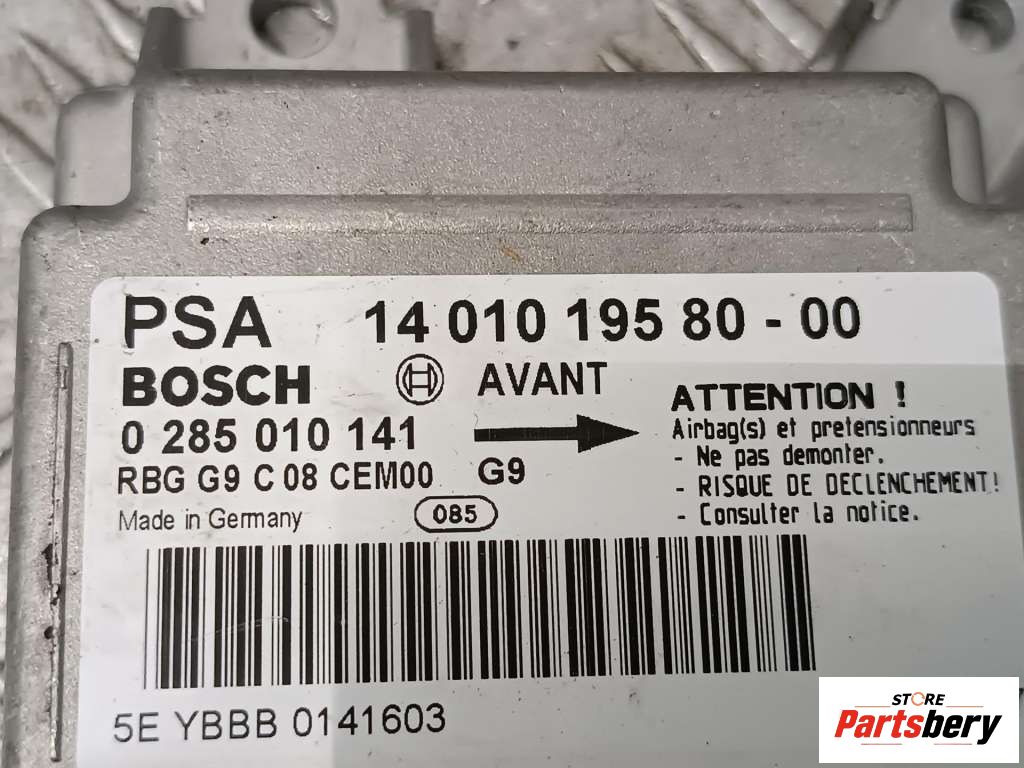 PSA 14 010 195 80 - 00
BOSCH AVANT
0 285 010 141
RBG G9 C 08 CEM00 G9
Made in Germany 085
ATTENTION !
Airbag(s) et pretensionneurs
- Ne pas demonter.
- RISQUE DE DECLENCHEMENT!
- Consulter la notice.
5E YBBB 0141603
STORE
Partsbery